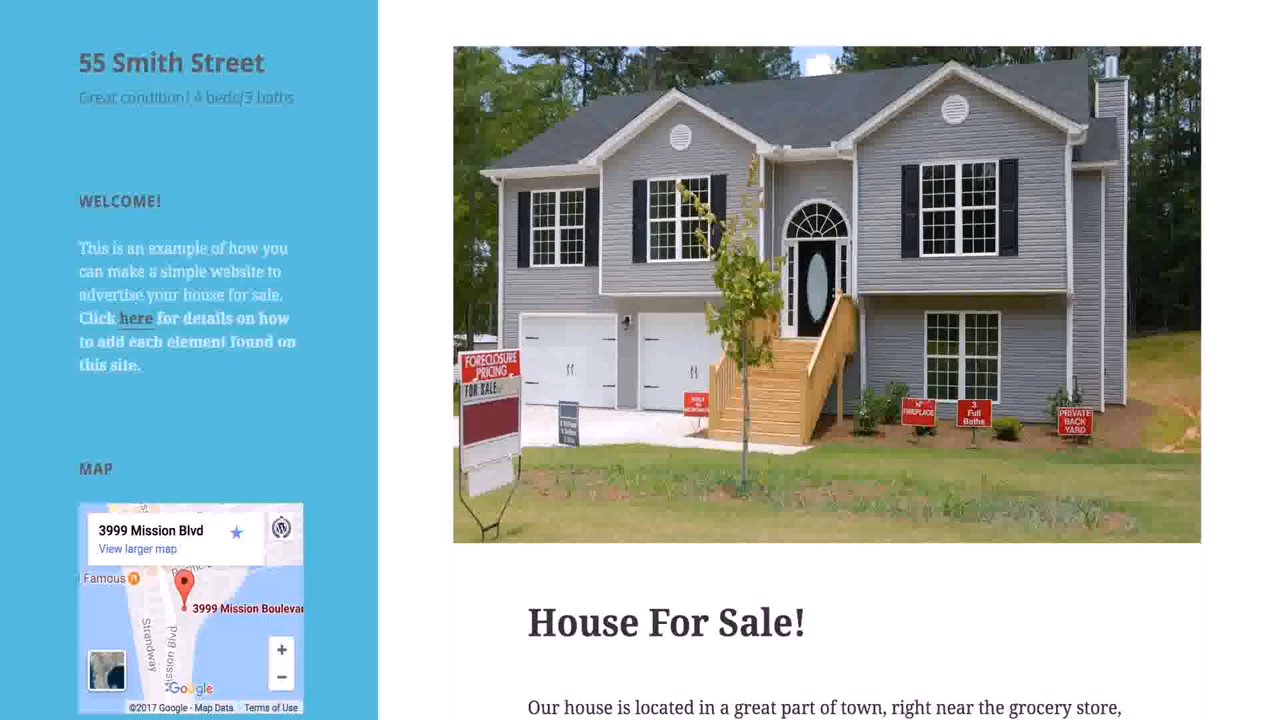 55 Smith Street
Great condition! 4 beds/3 baths
WELCOME!
This is an example of how you
can make a simple website to
advertise your house for sale.
Click here for details on how
to add each element found on
this site.
MAP
3999 Mission Blvd
View larger map
Famous
3999 Mission Boulevar
Strandway
Mission Blvd
Google
©2017 Google - Map Data
Terms of Use
FORECLOSURE
PRICING
FOR SALE
FIREPLACE
3
Full
Baths
PRIVATE
BACK
YARD
House For Sale!
Our house is located in a great part of town, right near the grocery store,